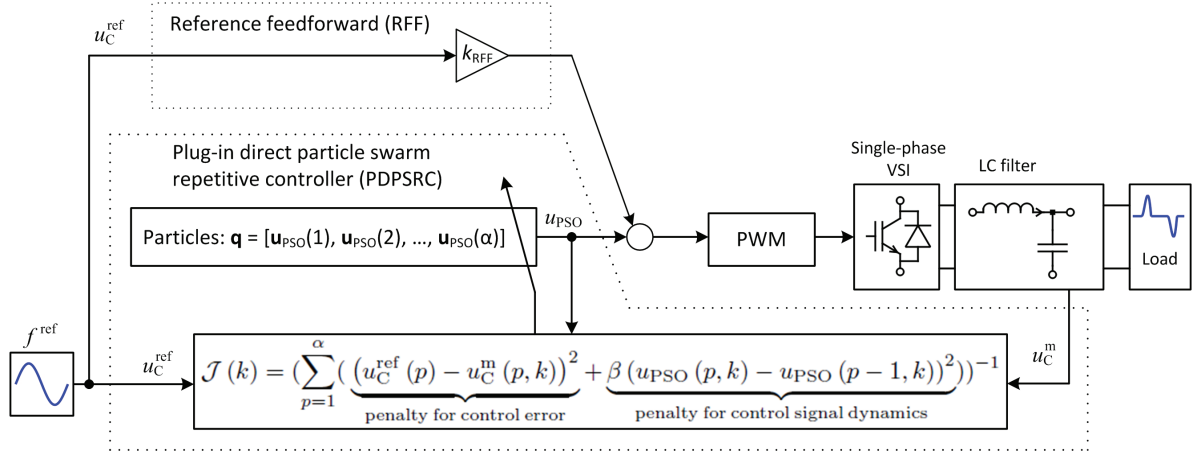 Reference feedforward (RFF)
u_C^ref
k_RFF
Plug-in direct particle swarm
repetitive controller (PDPSRC)
Single-phase
VSI
LC filter
Particles: q = [u_PSO(1), u_PSO(2), ..., u_PSO(α)]
u_PSO
PWM
Load
f^ref
u_C^ref
J (k) = (∑_{p=1}^{α} ( (u_C^ref (p) − u_C^m (p, k))^2 + β (u_PSO (p, k) − u_PSO (p − 1, k))^2))^−1
penalty for control error
penalty for control signal dynamics
u_C^m